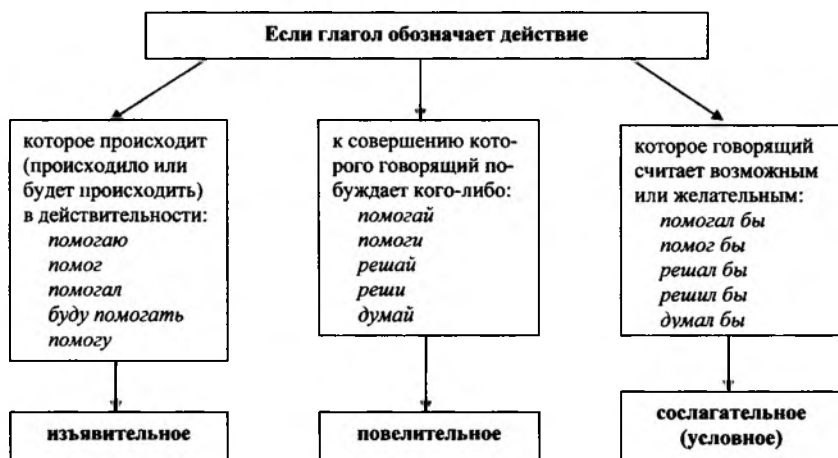 Если глагол обозначает действие
которое происходит
(происходило или
будет происходить)
в действительности:
помогаю
помог
помогал
буду помогать
помогу
к совершению кото-
рого говорящий по-
буждает кого-либо:
помогай
помоги
решай
реши
думай
которое говорящий
считает возможным
или желательным:
помогал бы
помог бы
решал бы
решил бы
думал бы
изъявительное
повелительное
сослагательное
(условное)